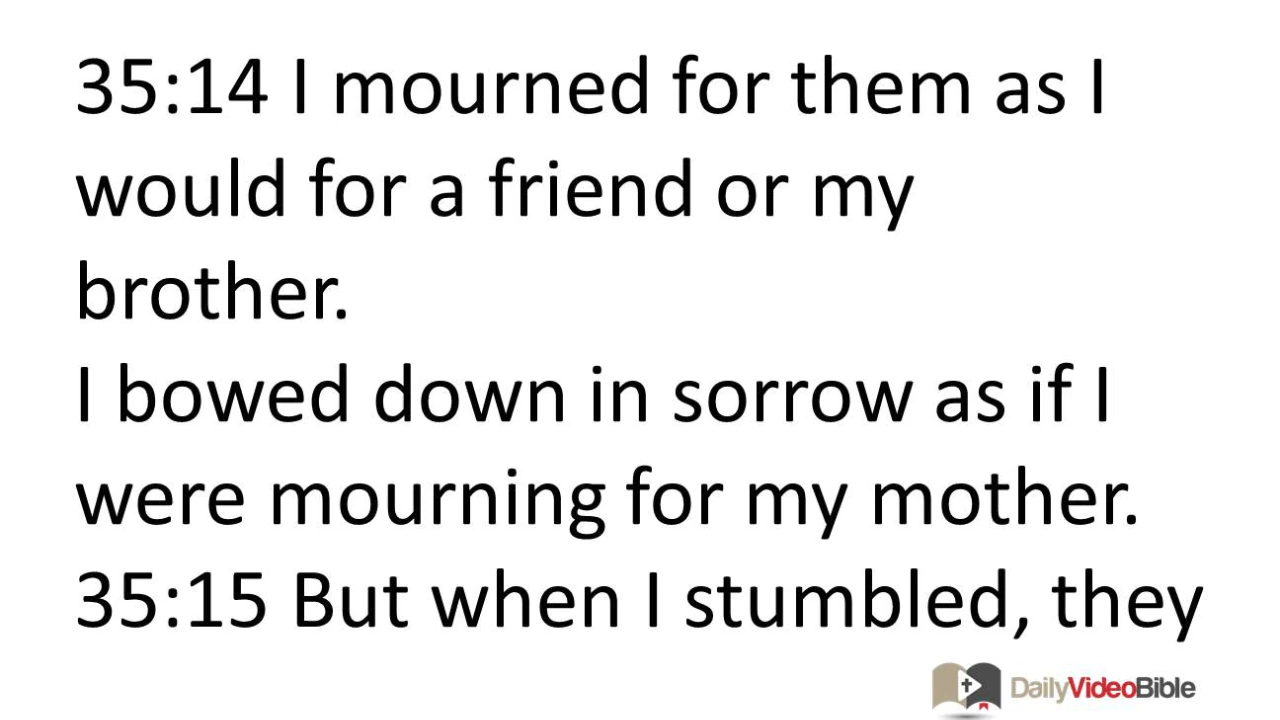 35:14 I mourned for them as I
would for a friend or my
brother.
I bowed down in sorrow as if I
were mourning for my mother.
35:15 But when I stumbled, they
DailyVideoBible